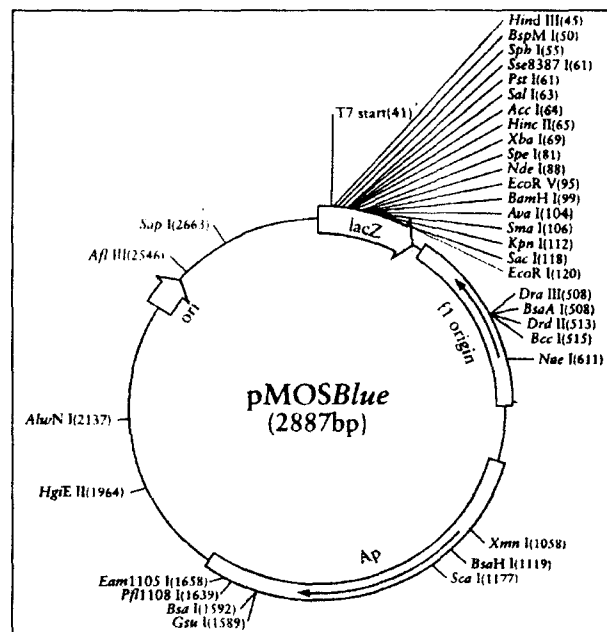 Hind III(45)
BspM I(50)
Sph I(55)
Sse8387 I(61)
Pst I(61)
Sal I(63)
Acc I(64)
Hinc II(65)
Xba I(69)
Spe I(81)
Nde I(88)
EcoR V(95)
BamH I(99)
Ava I(104)
Sma I(106)
Kpn I(112)
Sac I(118)
EcoR I(120)
T7 start(41)
lacZ
Sap I(2663)
Afl III(2546)
ori
Dra III(508)
BsaA I(508)
Drd II(513)
Bcc I(515)
f1 origin
Nae I(611)
pMOSBlue
(2887bp)
AlwN I(2137)
HgiE II(1964)
Ap
Xmn I(1058)
BsaH I(1119)
Sca I(1177)
Eam1105 I(1658)
Pfl1108 I(1639)
Bsa I(1592)
Gsu I(1589)